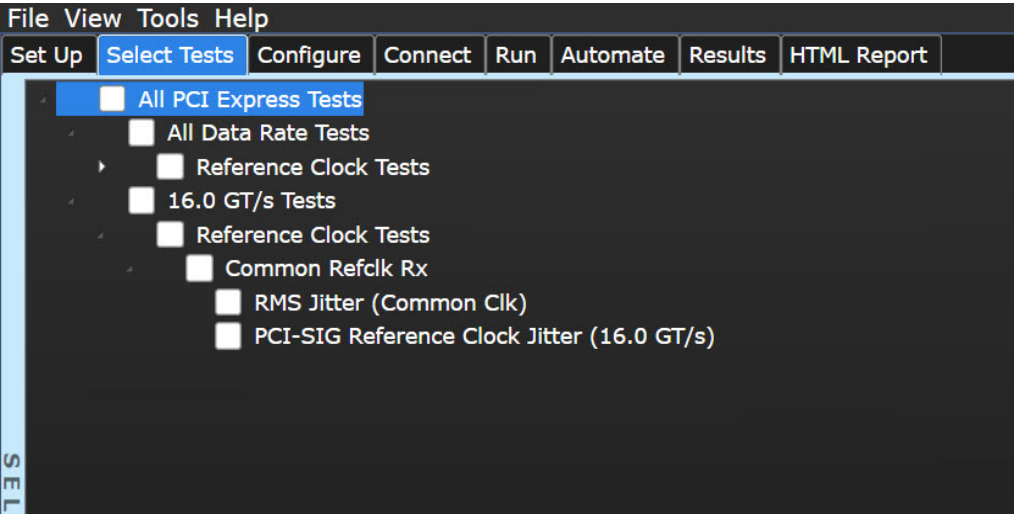 File View Tools Help
Set Up Select Tests Configure Connect Run Automate Results HTML Report
All PCI Express Tests
All Data Rate Tests
Reference Clock Tests
16.0 GT/s Tests
Reference Clock Tests
Common Refclk Rx
RMS Jitter (Common Clk)
PCI-SIG Reference Clock Jitter (16.0 GT/s)
SEL